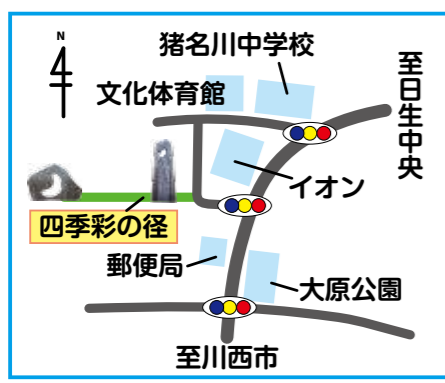 N
猪名川中学校
文化体育館
至日生中央
イオン
四季彩の径
郵便局
大原公園
至川西市